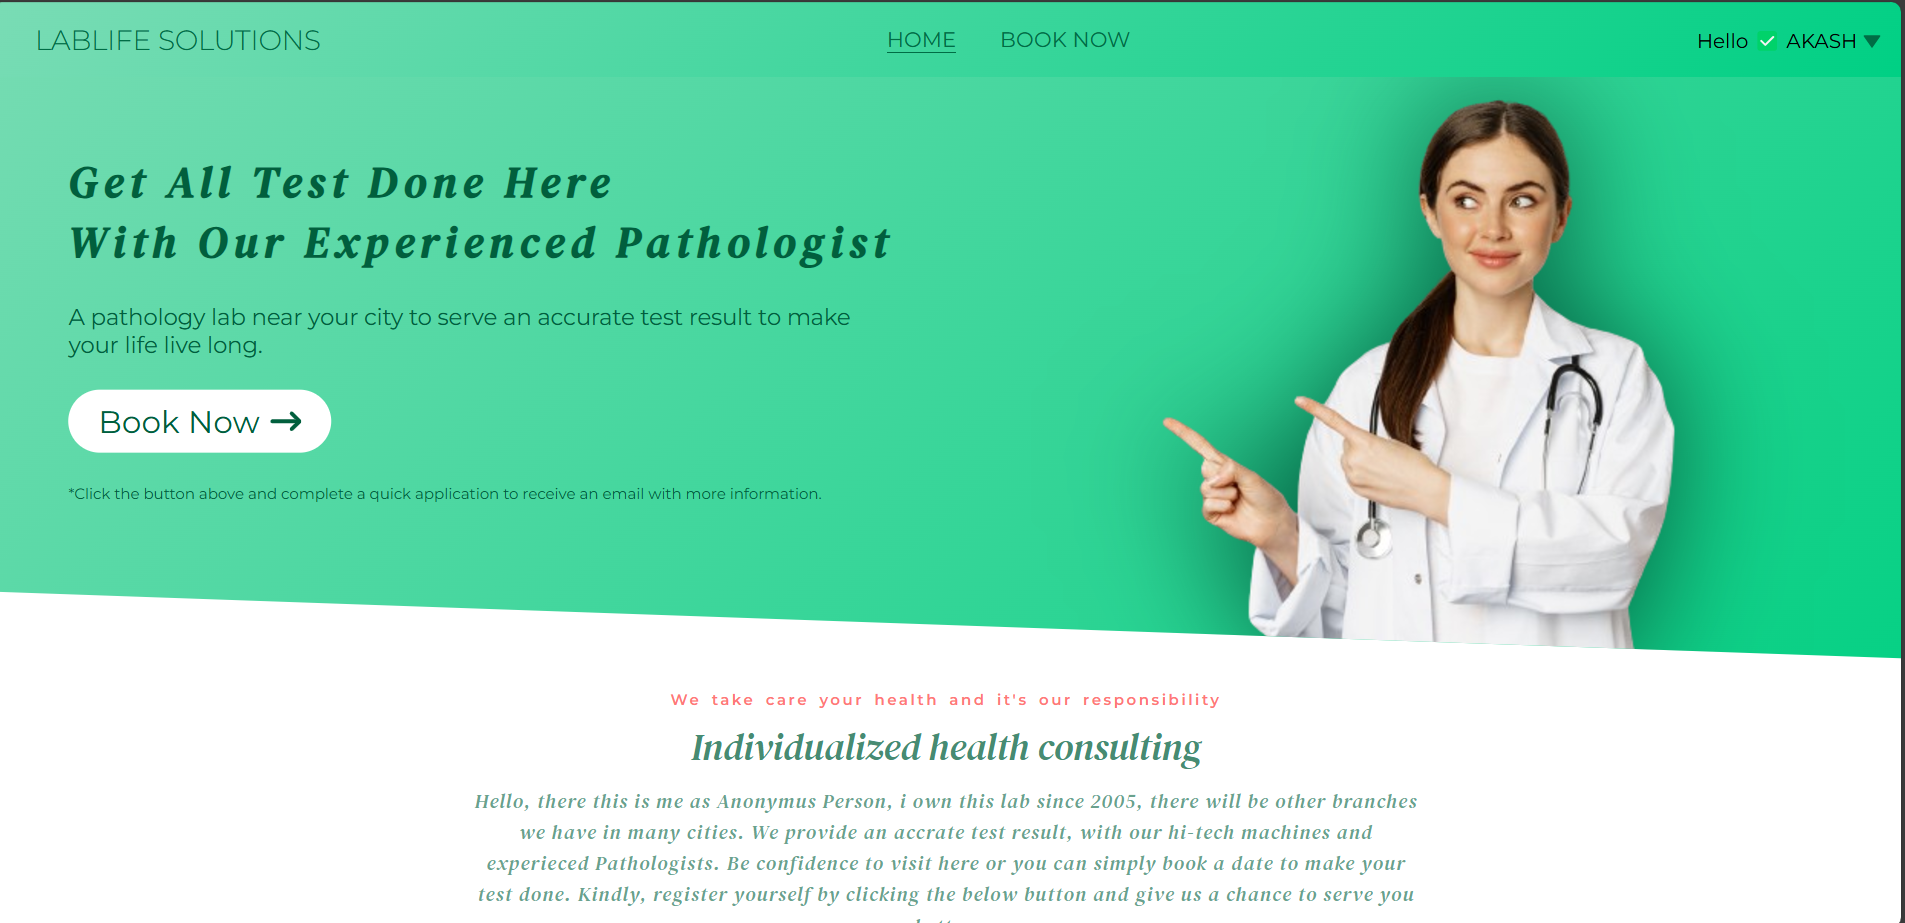 LABLIFE SOLUTIONS
HOME
BOOK NOW
Hello ✅ AKASH ▼
Get All Test Done Here
With Our Experienced Pathologist
A pathology lab near your city to serve an accurate test result to make
your life live long.
Book Now →
*Click the button above and complete a quick application to receive an email with more information.
We take care your health and it's our responsibility
Individualized health consulting
Hello, there this is me as Anonymus Person, i own this lab since 2005, there will be other branches
we have in many cities. We provide an accrate test result, with our hi-tech machines and
experieced Pathologists. Be confidence to visit here or you can simply book a date to make your
test done. Kindly, register yourself by clicking the below button and give us a chance to serve you